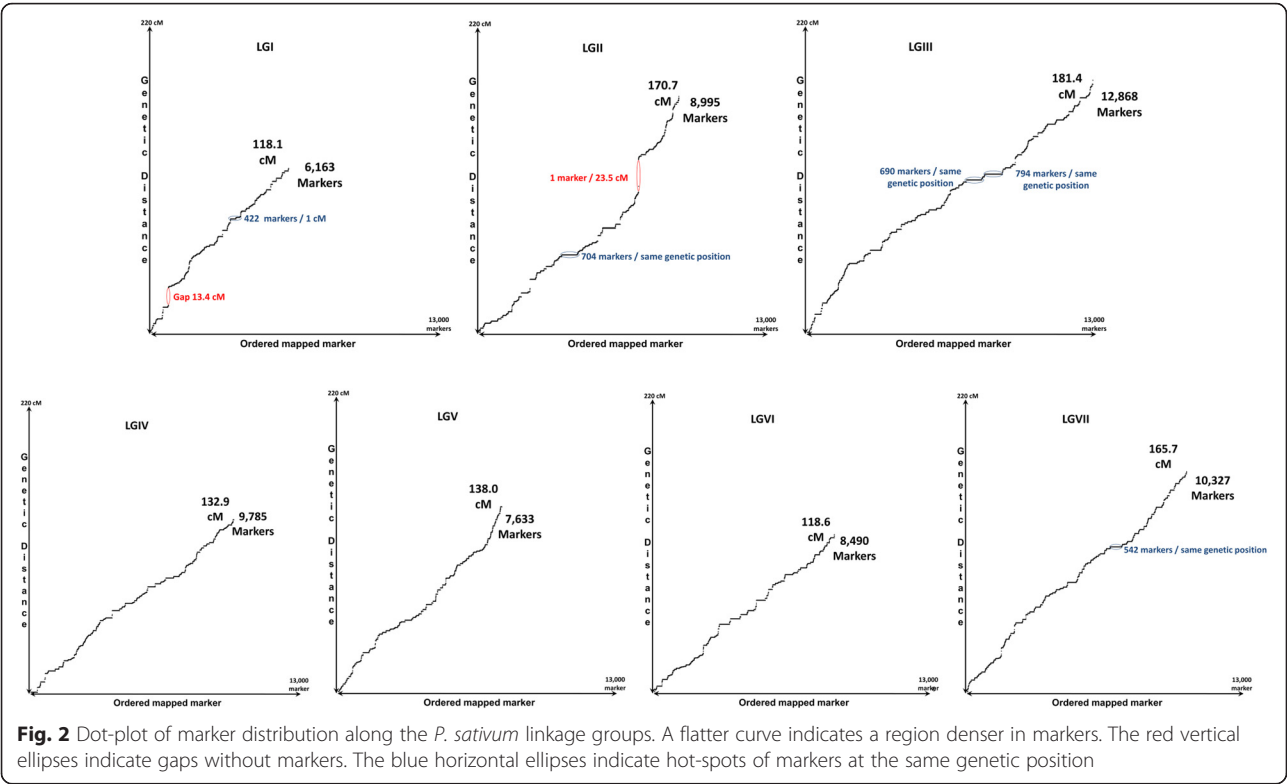 220 cM
LGI
Genetic Distance
118.1
cM
6,163
Markers
422 markers / 1 cM
Gap 13.4 cM
13,000
markers
Ordered mapped marker
220 cM
LGII
Genetic Distance
170.7
cM
8,995
Markers
1 marker / 23.5 cM
704 markers / same genetic position
13,000
markers
Ordered mapped marker
220 cM
LGIII
Genetic Distance
181.4
cM
12,868
Markers
690 markers / same
genetic position
794 markers / same
genetic position
13,000
markers
Ordered mapped marker
220 cM
LGIV
Genetic Distance
132.9
cM
9,785
Markers
13,000
marker
Ordered mapped marker
220 cM
LGV
Genetic Distance
138.0
cM
7,633
Markers
13,000
marker
Ordered mapped marker
220 cM
LGVI
Genetic Distance
118.6
cM
8,490
Markers
13,000
marker
Ordered mapped marker
220 cM
LGVII
Genetic Distance
165.7
cM
10,327
Markers
542 markers / same genetic position
13,000
marker
Ordered mapped marker
Fig. 2 Dot-plot of marker distribution along the P. sativum linkage groups. A flatter curve indicates a region denser in markers. The red vertical
ellipses indicate gaps without markers. The blue horizontal ellipses indicate hot-spots of markers at the same genetic position